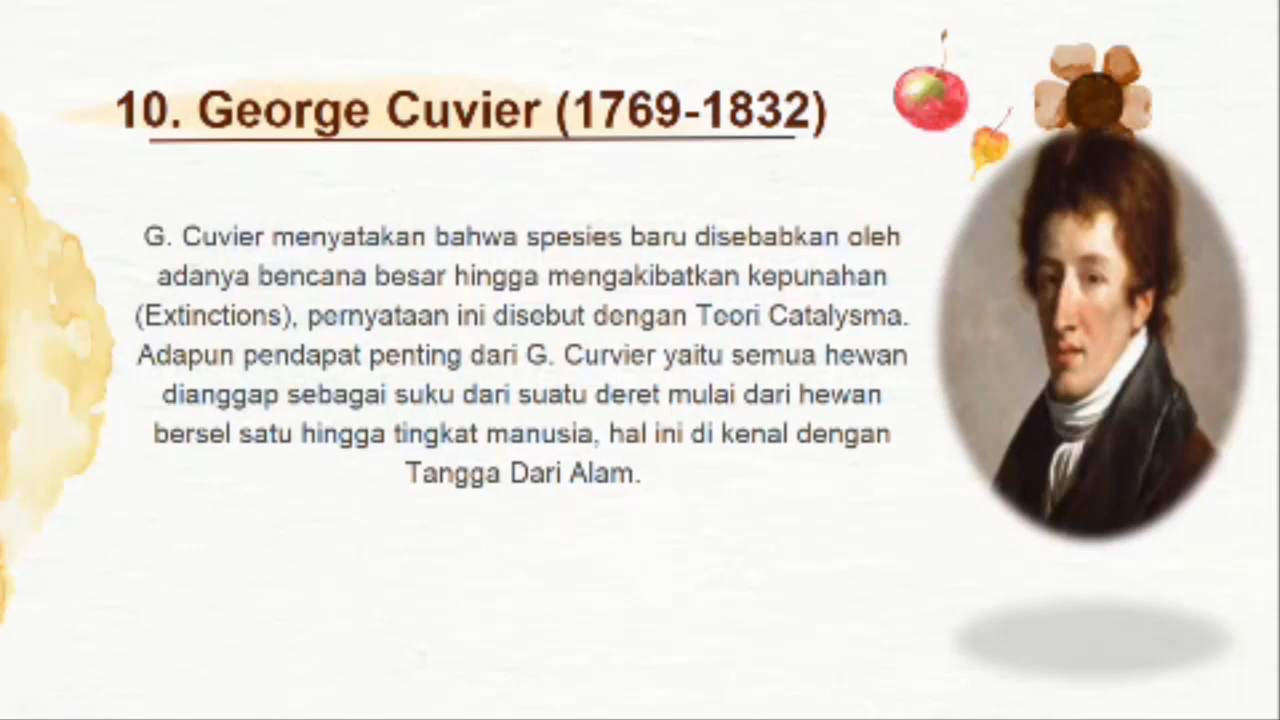 10. George Cuvier (1769-1832)
G. Cuvier menyatakan bahwa spesies baru disebabkan oleh
adanya bencana besar hingga mengakibatkan kepunahan
(Extinctions), pernyataan ini disebut dengan Teori Catalysma.
Adapun pendapat penting dari G. Curvier yaitu semua hewan
dianggap sebagai suku dari suatu deret mulai dari hewan
bersel satu hingga tingkat manusia, hal ini di kenal dengan
Tangga Dari Alam.